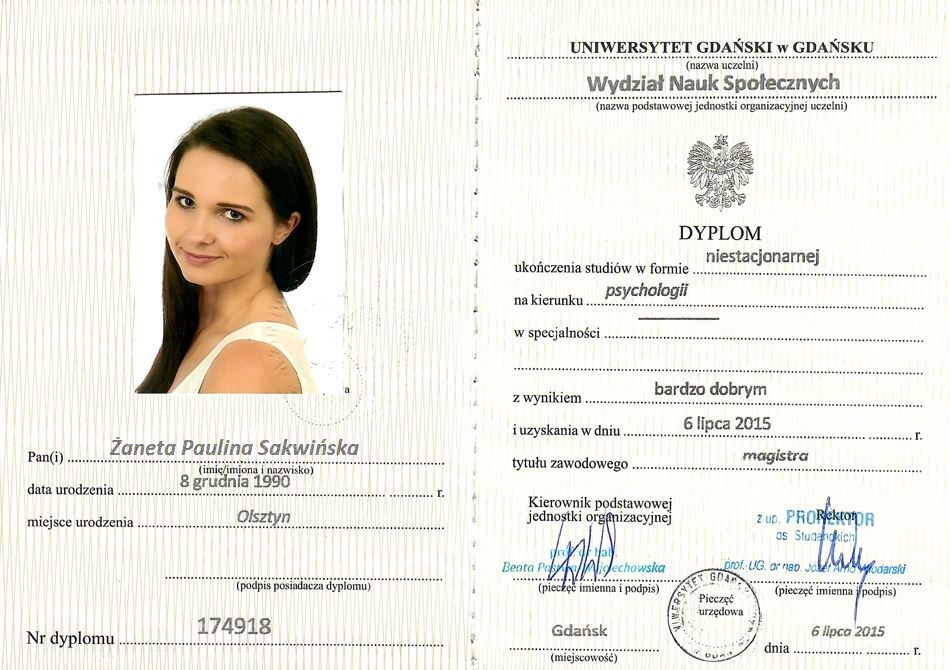 Pan(i) Żaneta Paulina Sakwińska
(imię/imiona i nazwisko)
data urodzenia 8 grudnia 1990 r.
miejsce urodzenia Olsztyn
(podpis posiadacza dyplomu)
Nr dyplomu 174918
UNIWERSYTET GDAŃSKI w GDAŃSKU
(nazwa uczelni)
Wydział Nauk Społecznych
(nazwa podstawowej jednostki organizacyjnej uczelni)
DYPLOM
ukończenia studiów w formie niestacjonarnej
na kierunku psychologii
w specjalności
z wynikiem bardzo dobrym
i uzyskania w dniu 6 lipca 2015 r.
tytułu zawodowego magistra
Kierownik podstawowej
jednostki organizacyjnej
prof. dr hab.
Beata
(pieczęć imienna i podpis)
Rektor
z up. PROREKTOR
ds Studenckich
prof. UG. dr hab. Józef
(pieczęć imienna i podpis)
UNIWERSYTET GDAŃSKI
Pieczęć
urzędowa
Gdańsk
(miejscowość)
dnia 6 lipca 2015 r.